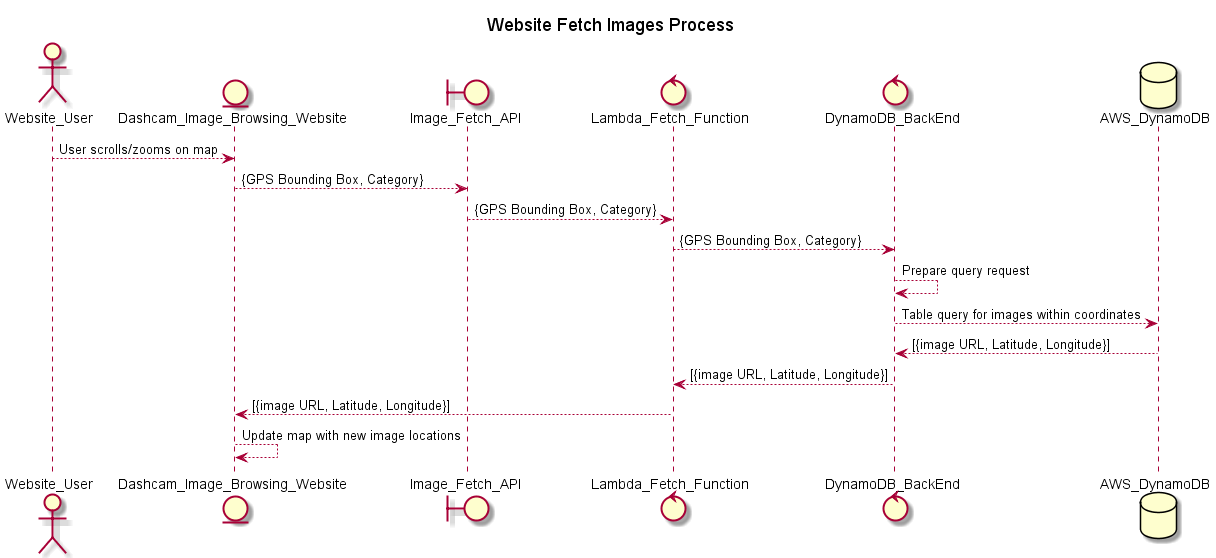 Website Fetch Images Process
Website_User
Dashcam_Image_Browsing_Website
Image_Fetch_API
Lambda_Fetch_Function
DynamoDB_BackEnd
AWS_DynamoDB
User scrolls/zooms on map
{GPS Bounding Box, Category}
{GPS Bounding Box, Category}
{GPS Bounding Box, Category}
Prepare query request
Table query for images within coordinates
[{image URL, Latitude, Longitude}]
[{image URL, Latitude, Longitude}]
[{image URL, Latitude, Longitude}]
Update map with new image locations
Website_User
Dashcam_Image_Browsing_Website
Image_Fetch_API
Lambda_Fetch_Function
DynamoDB_BackEnd
AWS_DynamoDB